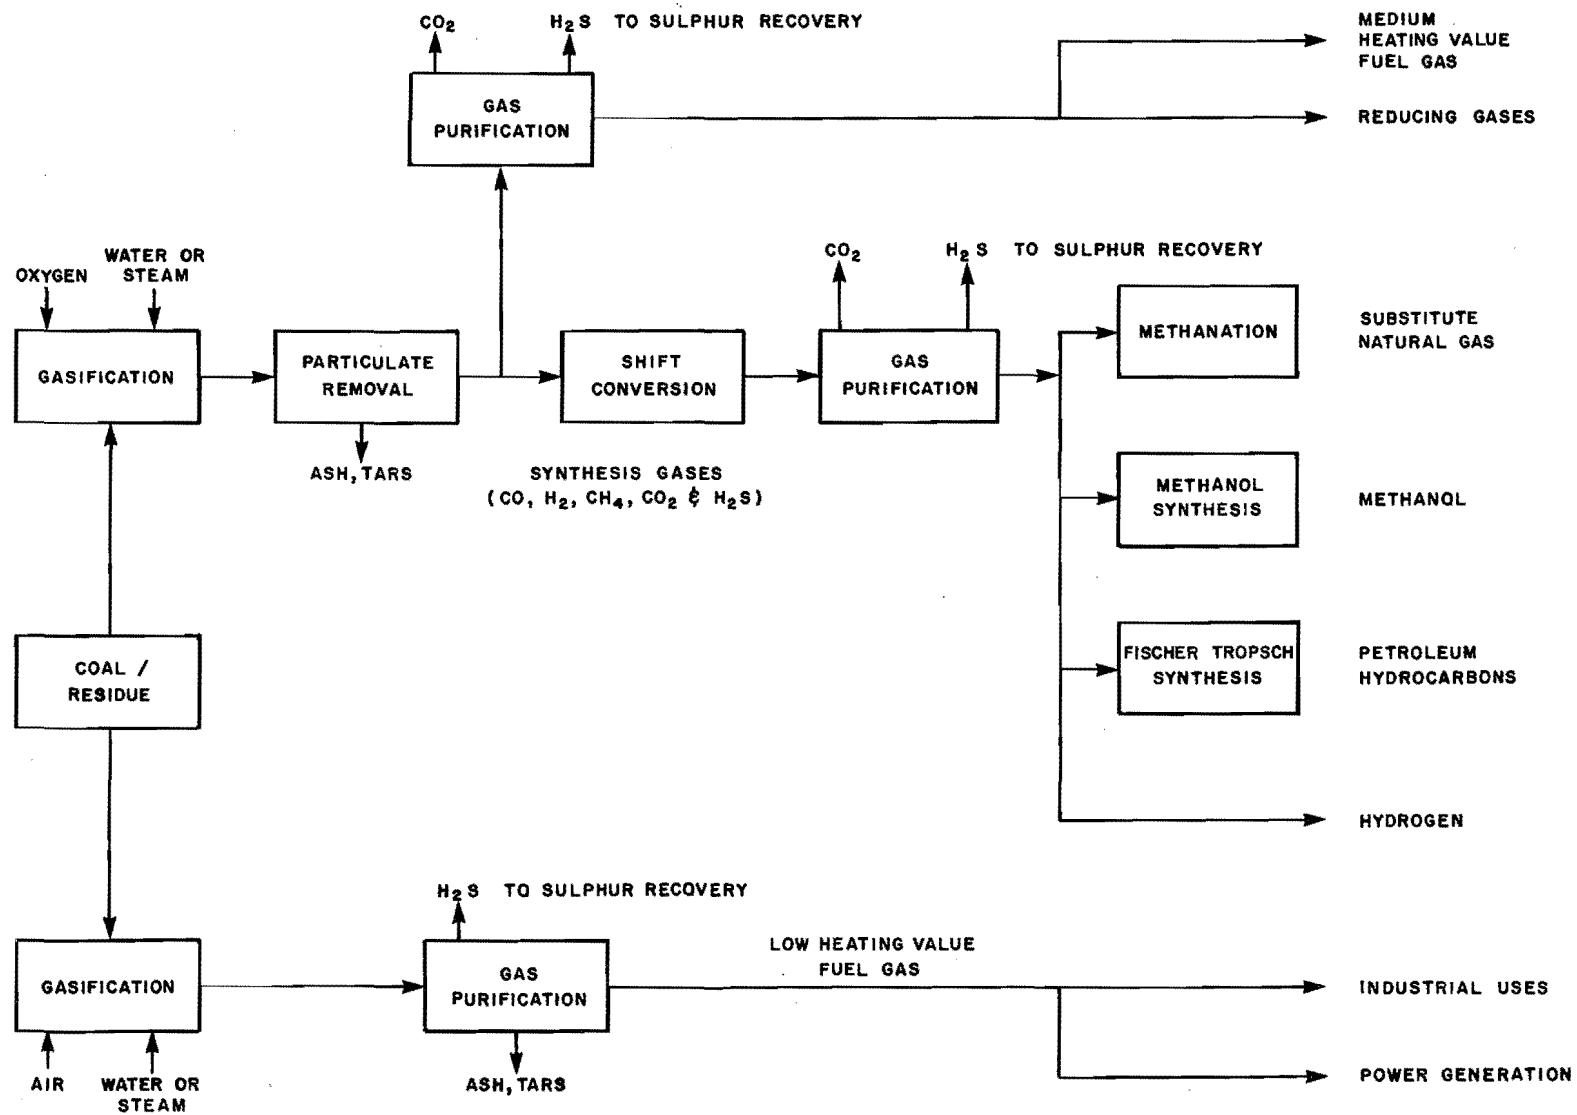 CO2
H2S TO SULPHUR RECOVERY
MEDIUM
HEATING VALUE
FUEL GAS
GAS
PURIFICATION
REDUCING GASES
OXYGEN
WATER OR
STEAM
CO2
H2S TO SULPHUR RECOVERY
GASIFICATION
PARTICULATE
REMOVAL
SHIFT
CONVERSION
GAS
PURIFICATION
METHANATION
SUBSTITUTE
NATURAL GAS
ASH, TARS
SYNTHESIS GASES
(CO, H2, CH4, CO2 & H2S)
METHANOL
SYNTHESIS
METHANOL
COAL /
RESIDUE
FISCHER TROPSCH
SYNTHESIS
PETROLEUM
HYDROCARBONS
HYDROGEN
H2S TO SULPHUR RECOVERY
GASIFICATION
GAS
PURIFICATION
LOW HEATING VALUE
FUEL GAS
INDUSTRIAL USES
AIR
WATER OR
STEAM
ASH, TARS
POWER GENERATION